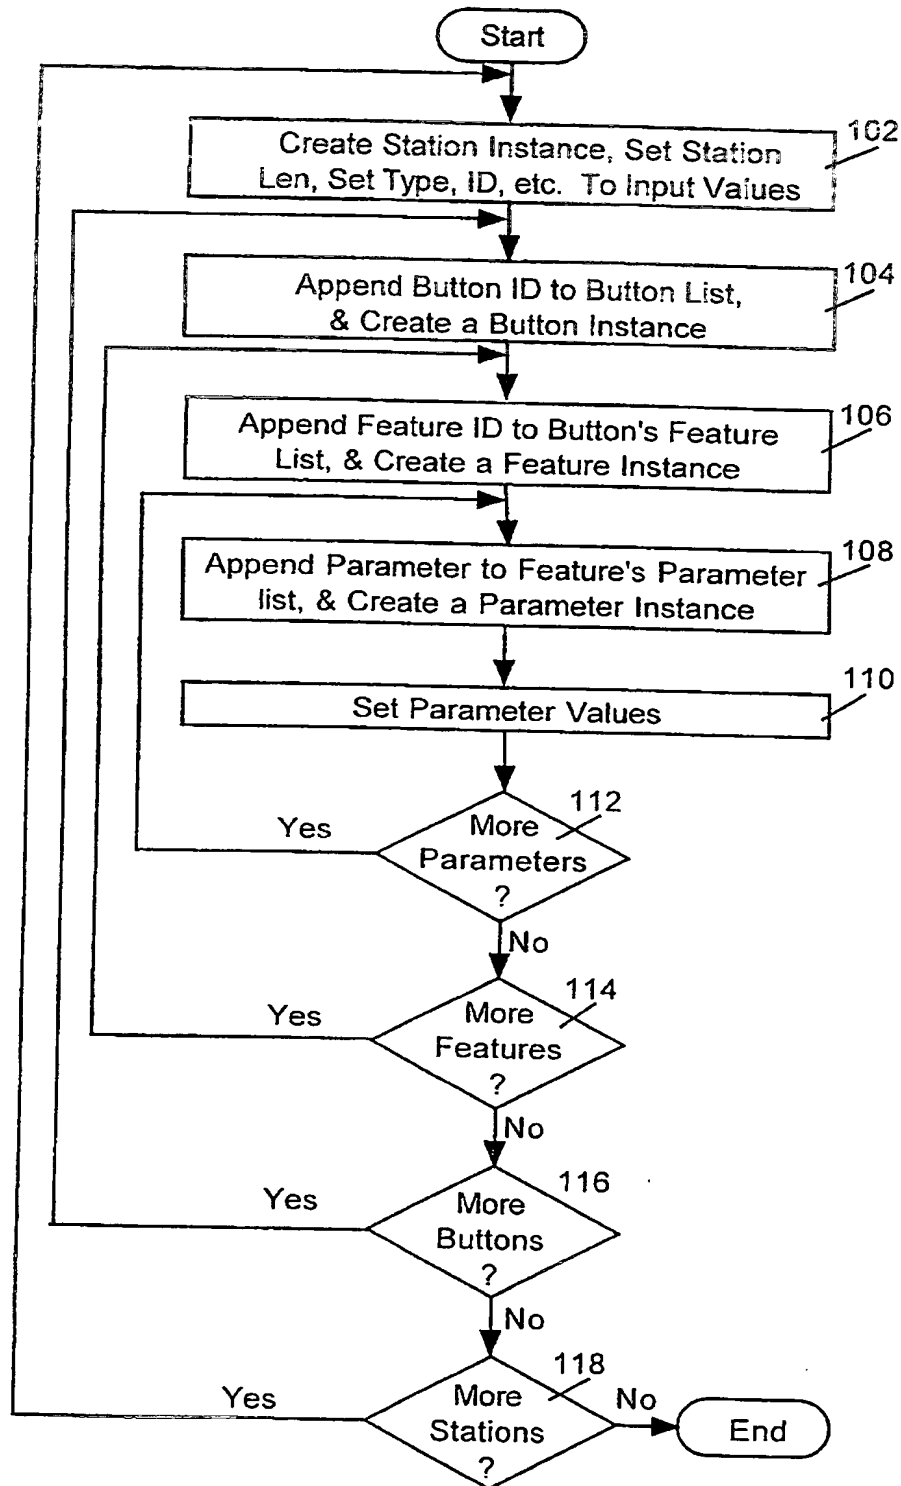 Start
102
Create Station Instance, Set Station
Len, Set Type, ID, etc. To Input Values
104
Append Button ID to Button List,
& Create a Button Instance
106
Append Feature ID to Button's Feature
List, & Create a Feature Instance
108
Append Parameter to Feature's Parameter
list, & Create a Parameter Instance
110
Set Parameter Values
112
Yes
More
Parameters
?
No
114
Yes
More
Features
?
No
116
Yes
More
Buttons
?
No
118
Yes
More
Stations
?
No
End